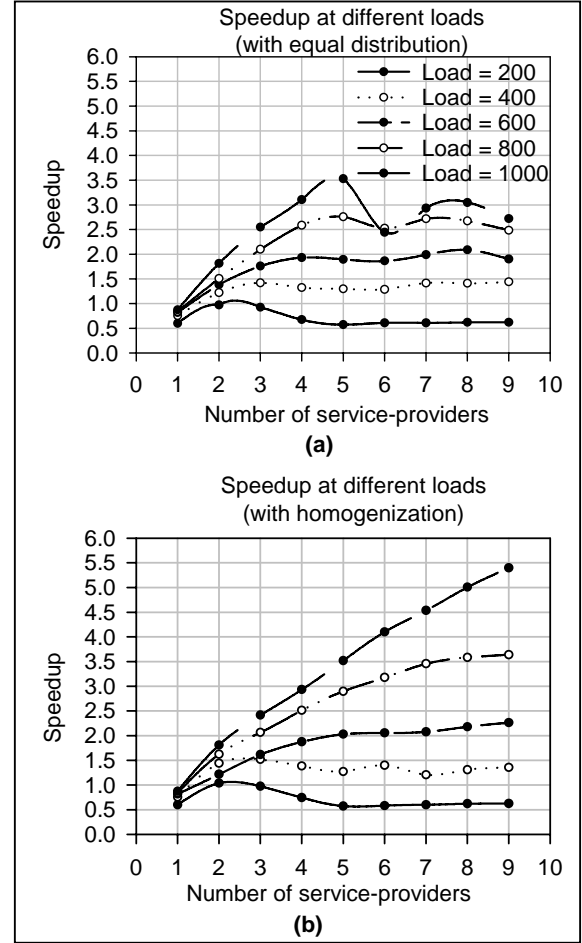 Speedup at different loads
(with equal distribution)
6.0
5.5
5.0
4.5
4.0
3.5
3.0
2.5
2.0
1.5
1.0
0.5
0.0
Speedup
Load = 200
Load = 400
Load = 600
Load = 800
Load = 1000
0 1 2 3 4 5 6 7 8 9 10
Number of service-providers
(a)
Speedup at different loads
(with homogenization)
6.0
5.5
5.0
4.5
4.0
3.5
3.0
2.5
2.0
1.5
1.0
0.5
0.0
Speedup
0 1 2 3 4 5 6 7 8 9 10
Number of service-providers
(b)